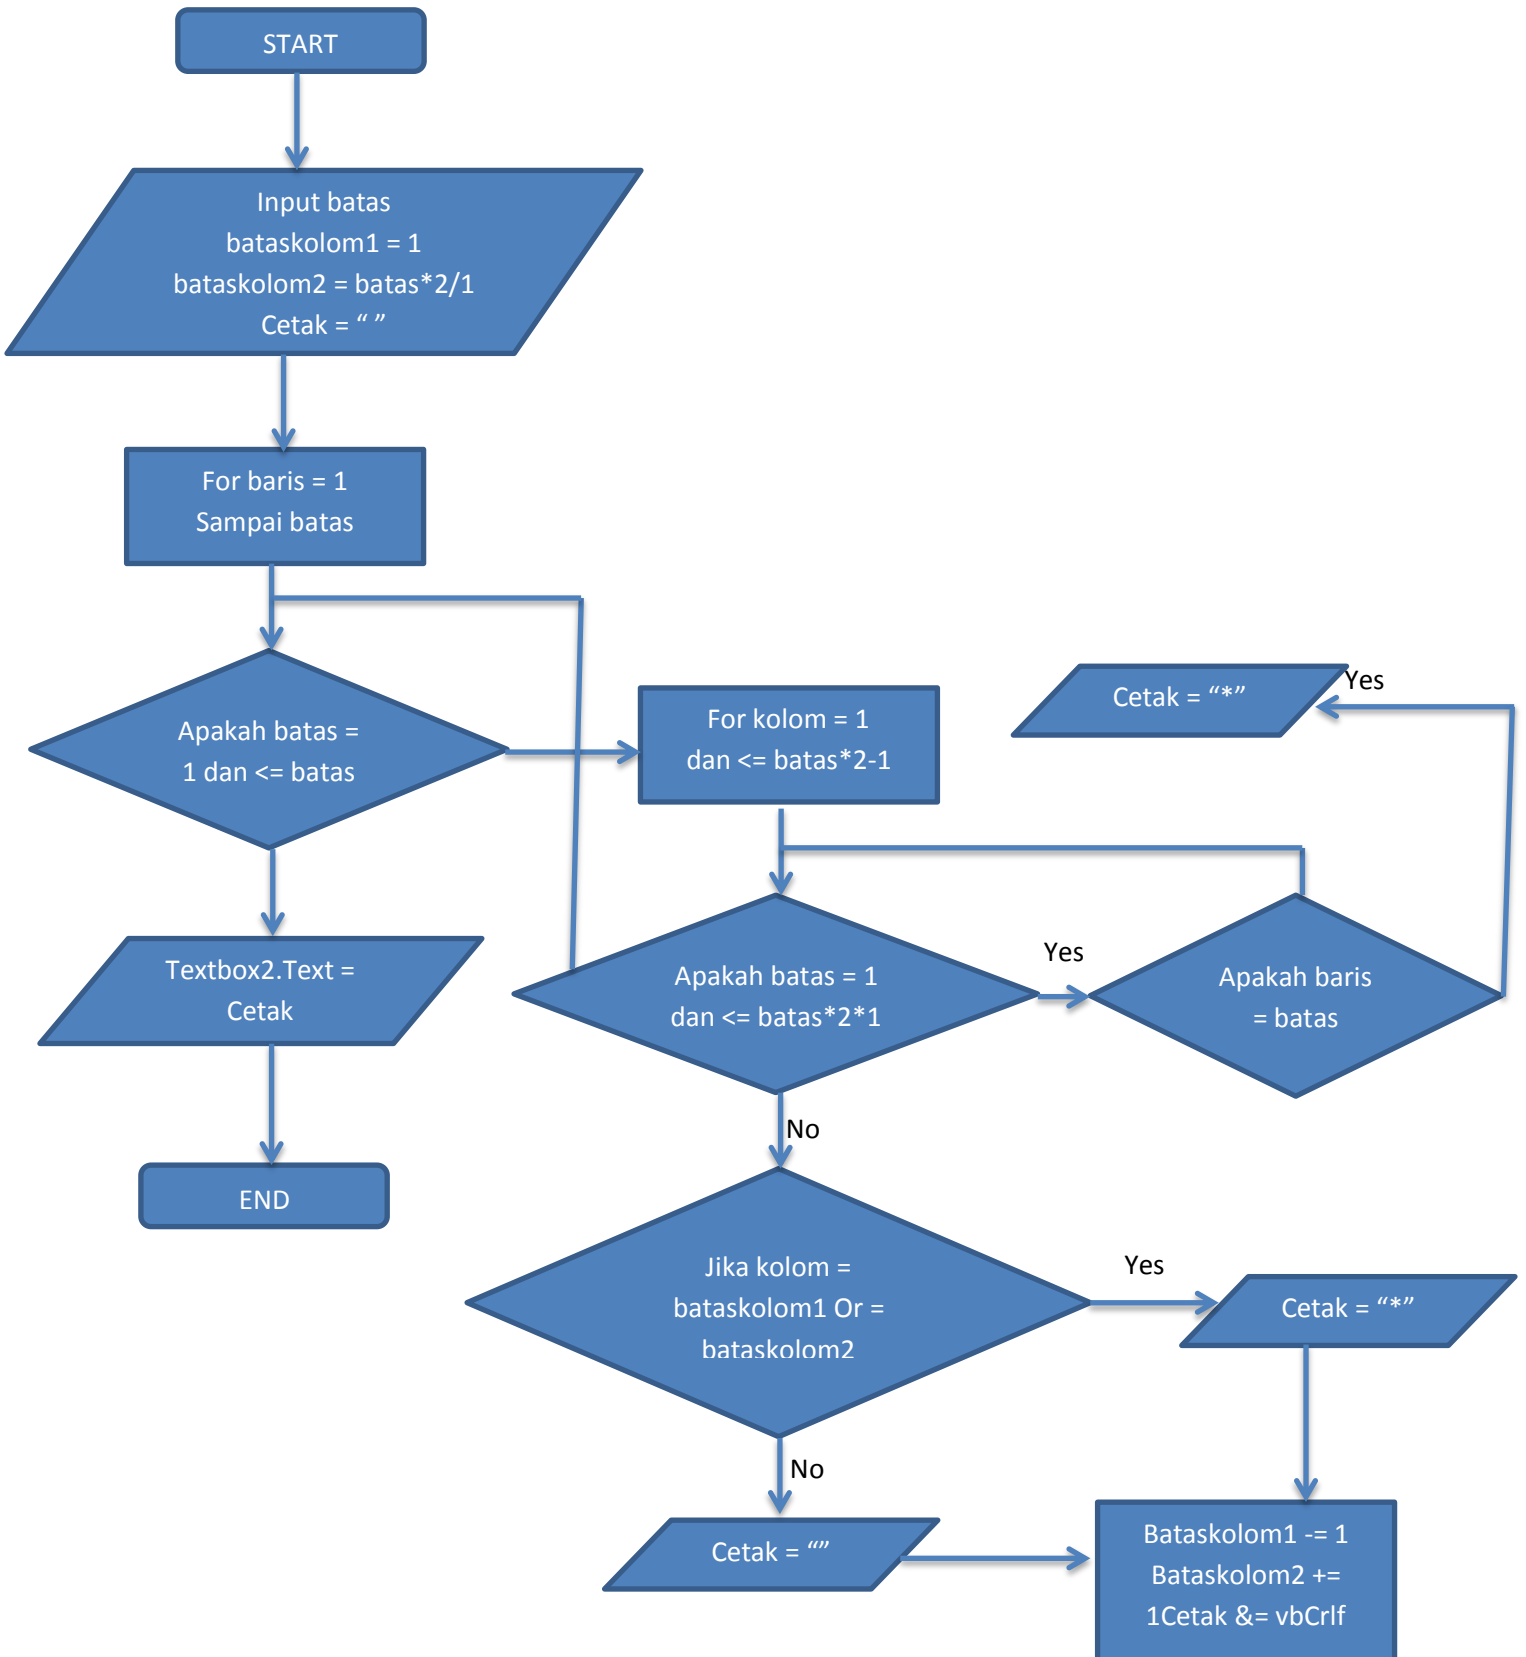 START
Input batas
bataskolom1 = 1
bataskolom2 = batas*2/1
Cetak = “ ”
For baris = 1
Sampai batas
Apakah batas =
1 dan <= batas
For kolom = 1
dan <= batas*2-1
Cetak = “*”
Yes
Textbox2.Text =
Cetak
Apakah batas = 1
dan <= batas*2*1
Yes
Apakah baris
= batas
No
END
Jika kolom =
bataskolom1 Or =
bataskolom2
Yes
Cetak = “*”
No
Cetak = “”
Bataskolom1 -= 1
Bataskolom2 +=
1Cetak &= vbCrlf